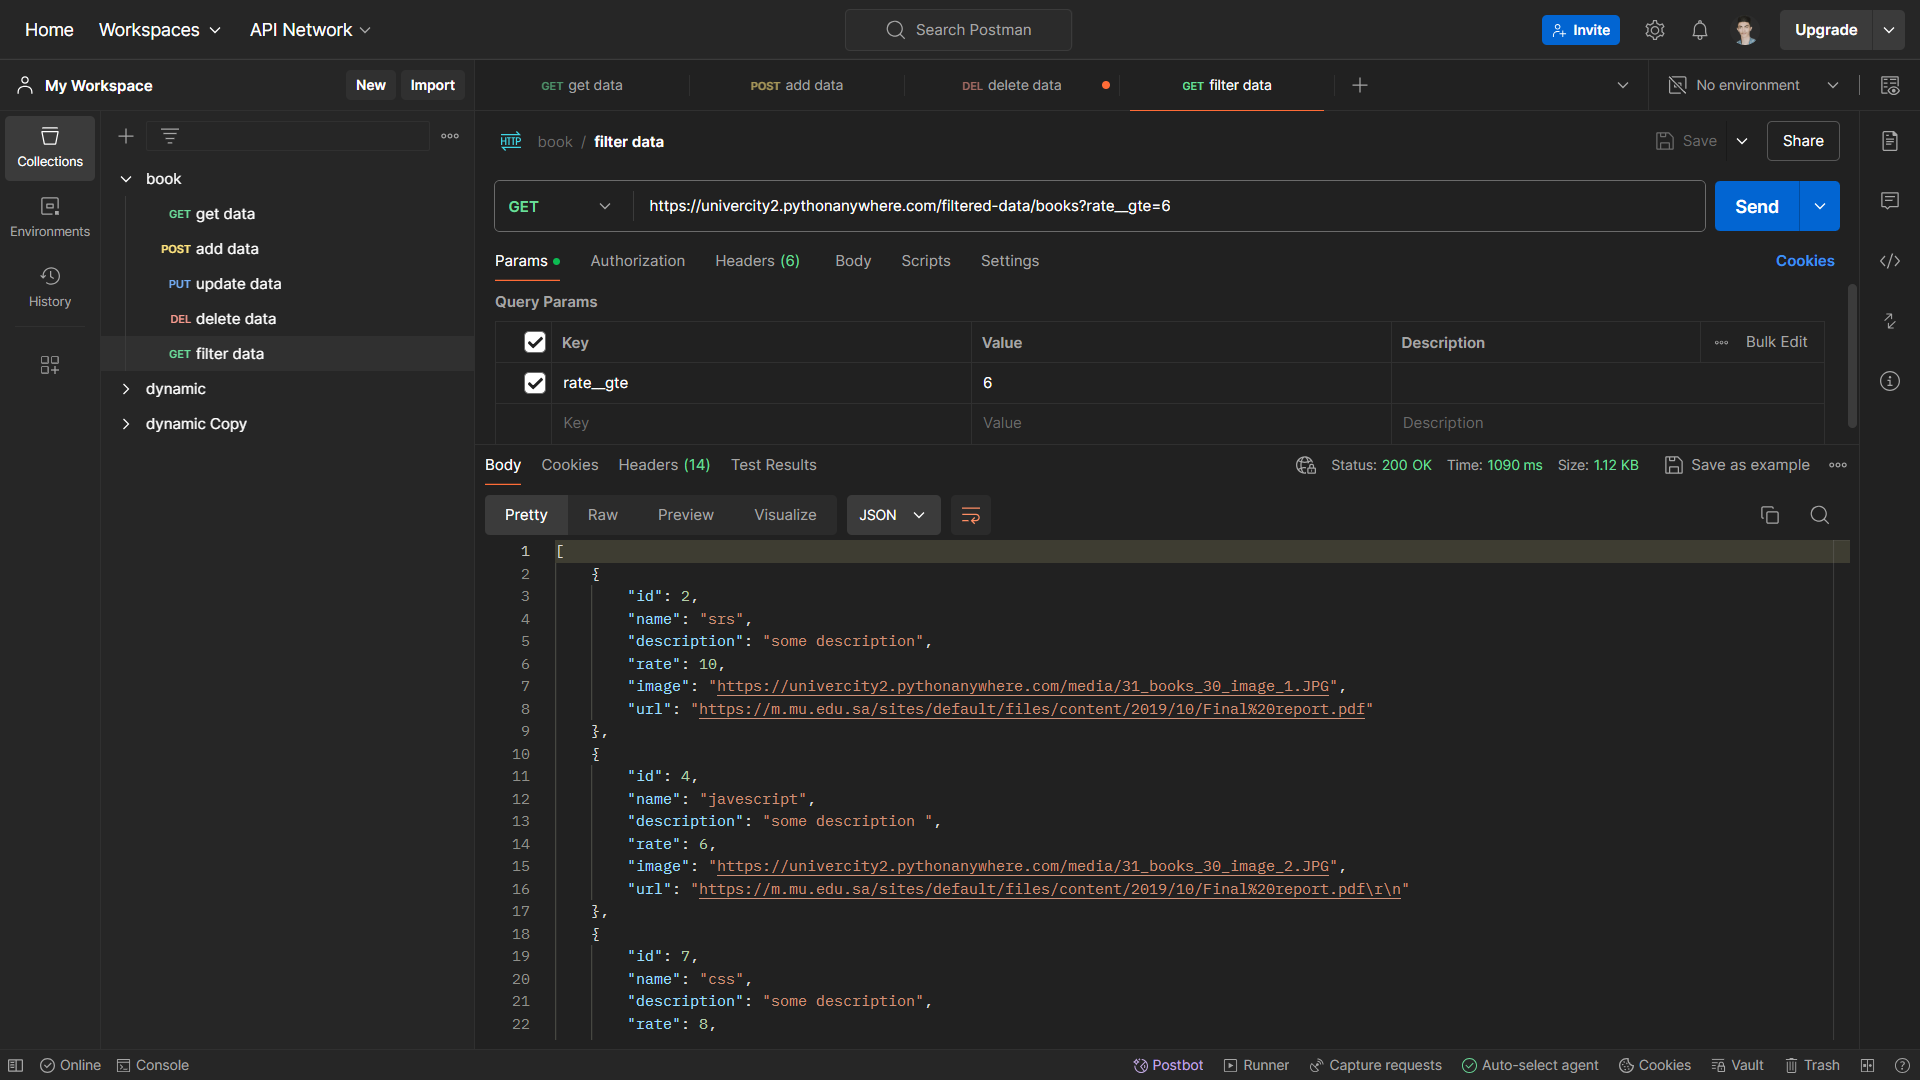 Home Workspaces API Network Search Postman Invite Upgrade
My Workspace New Import GET get data POST add data DEL delete data GET filter data No environment
Collections
Environments
History
book
GET get data
POST add data
PUT update data
DEL delete data
GET filter data
dynamic
dynamic Copy
HTTP book / filter data Save Share
GET https://univercity2.pythonanywhere.com/filtered-data/books?rate__gte=6 Send
Params Authorization Headers (6) Body Scripts Settings Cookies
Query Params
Key Value Description Bulk Edit
rate__gte 6
Key Value Description
Body Cookies Headers (14) Test Results Status: 200 OK Time: 1090 ms Size: 1.12 KB Save as example
Pretty Raw Preview Visualize JSON
1 [
2 {
3 "id": 2,
4 "name": "srs",
5 "description": "some description",
6 "rate": 10,
7 "image": "https://univercity2.pythonanywhere.com/media/31_books_30_image_1.JPG",
8 "url": "https://m.mu.edu.sa/sites/default/files/content/2019/10/Final%20report.pdf"
9 },
10 {
11 "id": 4,
12 "name": "javescript",
13 "description": "some description ",
14 "rate": 6,
15 "image": "https://univercity2.pythonanywhere.com/media/31_books_30_image_2.JPG",
16 "url": "https://m.mu.edu.sa/sites/default/files/content/2019/10/Final%20report.pdf\r\n"
17 },
18 {
19 "id": 7,
20 "name": "css",
21 "description": "some description",
22 "rate": 8,
Online Console Postbot Runner Capture requests Auto-select agent Cookies Vault Trash